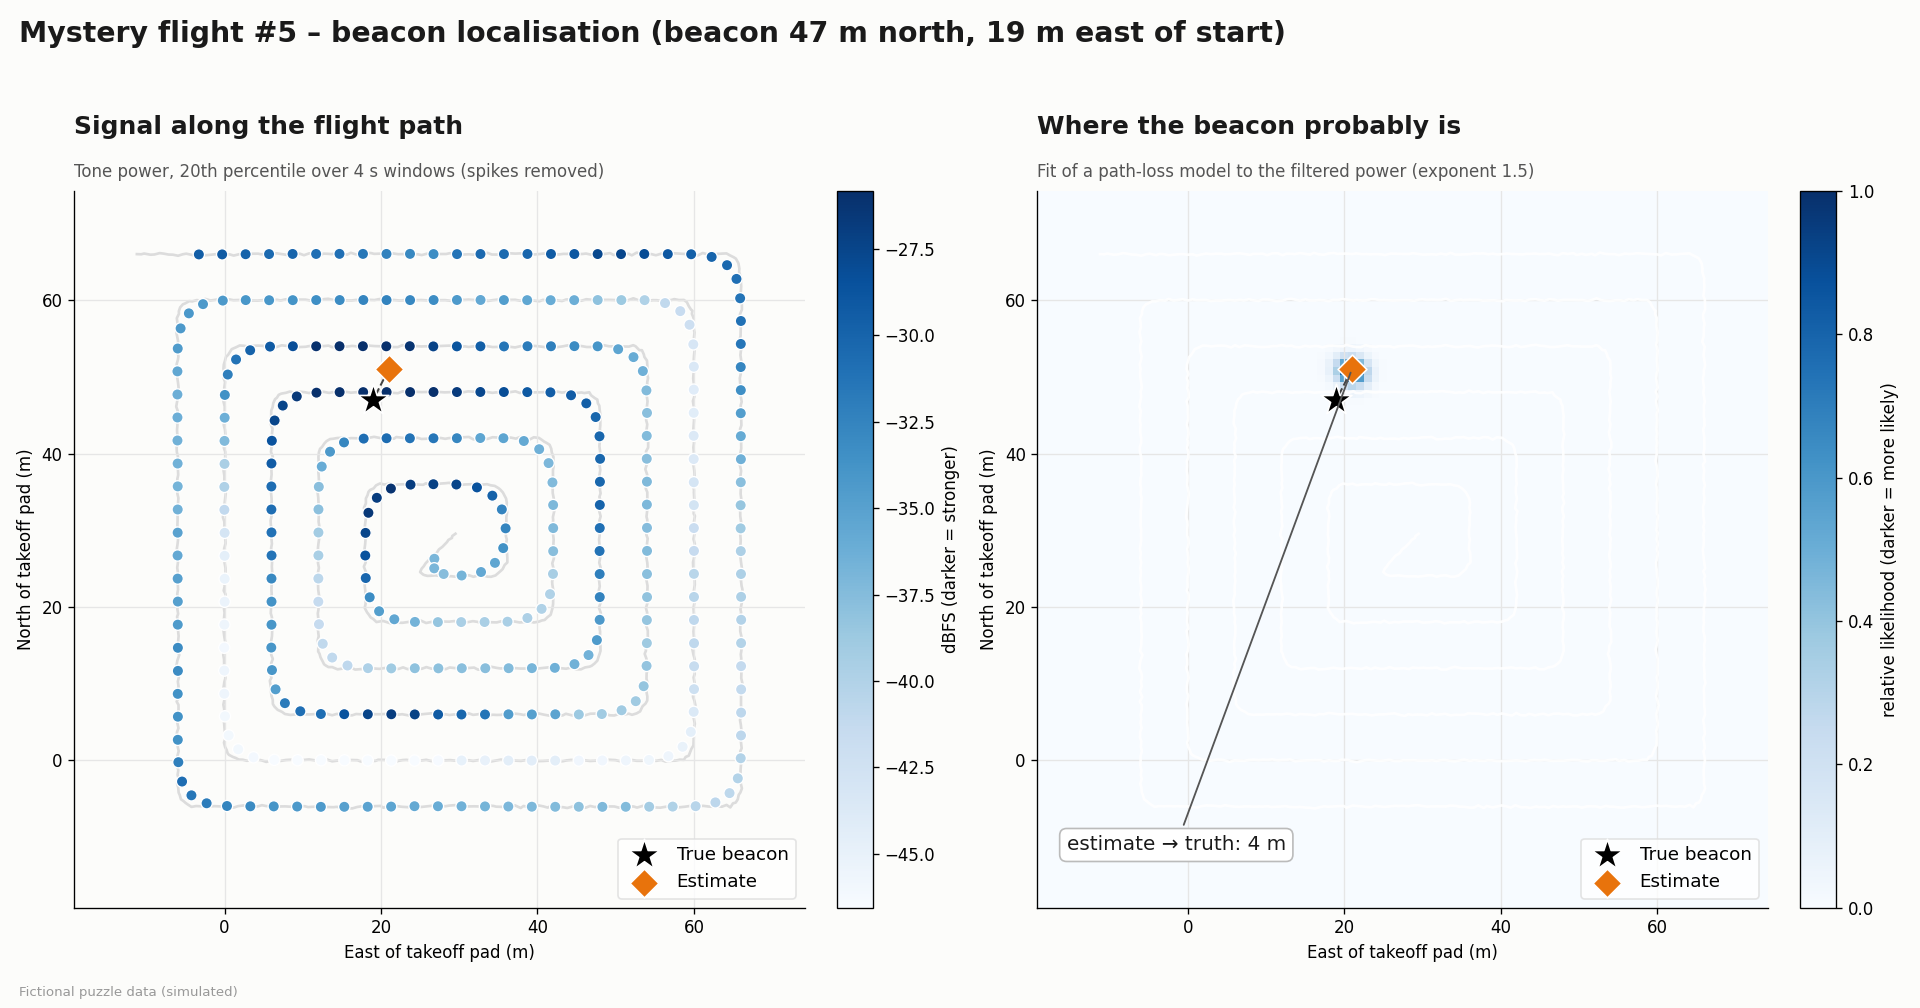 Mystery flight #5 – beacon localisation (beacon 47 m north, 19 m east of start)
Signal along the flight path
Tone power, 20th percentile over 4 s windows (spikes removed)
60
40
20
0
North of takeoff pad (m)
0
20
40
60
East of takeoff pad (m)
True beacon
Estimate
−27.5
−30.0
−32.5
−35.0
−37.5
−40.0
−42.5
−45.0
dBFS (darker = stronger)
Where the beacon probably is
Fit of a path-loss model to the filtered power (exponent 1.5)
60
40
20
0
North of takeoff pad (m)
estimate → truth: 4 m
0
20
40
60
East of takeoff pad (m)
True beacon
Estimate
1.0
0.8
0.6
0.4
0.2
0.0
relative likelihood (darker = more likely)
Fictional puzzle data (simulated)